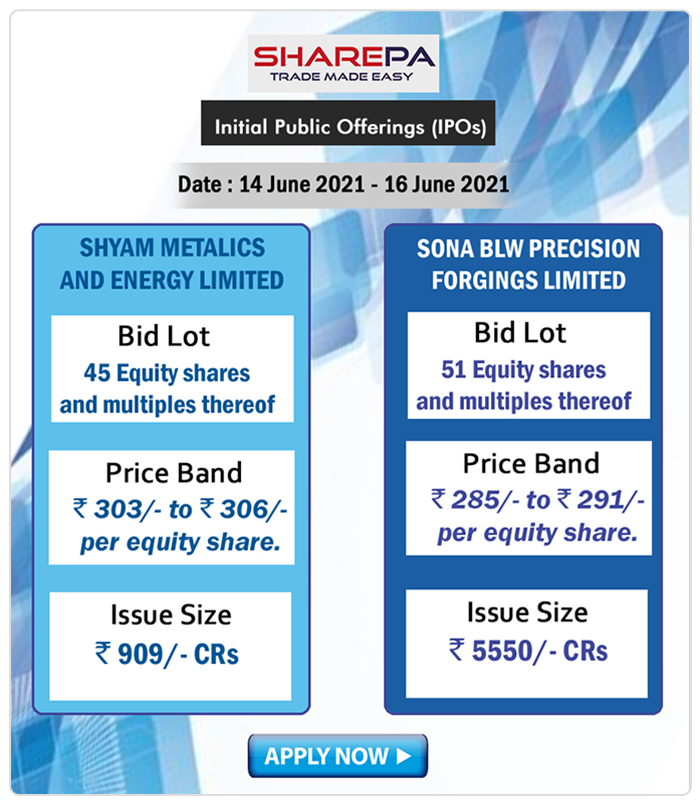 SHAREPA
TRADE MADE EASY
Initial Public Offerings (IPOs)
Date : 14 June 2021 - 16 June 2021
SHYAM METALICS
AND ENERGY LIMITED
Bid Lot
45 Equity shares
and multiples thereof
Price Band
₹ 303/- to ₹ 306/-
per equity share.
Issue Size
₹ 909/- CRs
SONA BLW PRECISION
FORGINGS LIMITED
Bid Lot
51 Equity shares
and multiples thereof
Price Band
₹ 285/- to ₹ 291/-
per equity share.
Issue Size
₹ 5550/- CRs
APPLY NOW ▶